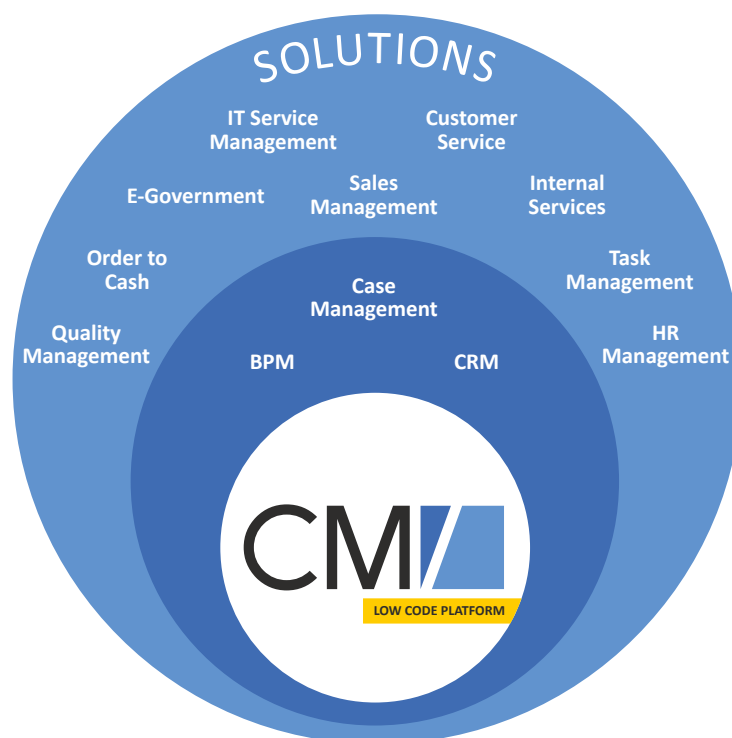 SOLUTIONS
IT Service
Management
Customer
Service
E-Government
Sales
Management
Internal
Services
Order to
Cash
Task
Management
Quality
Management
HR
Management
Case
Management
BPM
CRM
CM/
LOW CODE PLATFORM